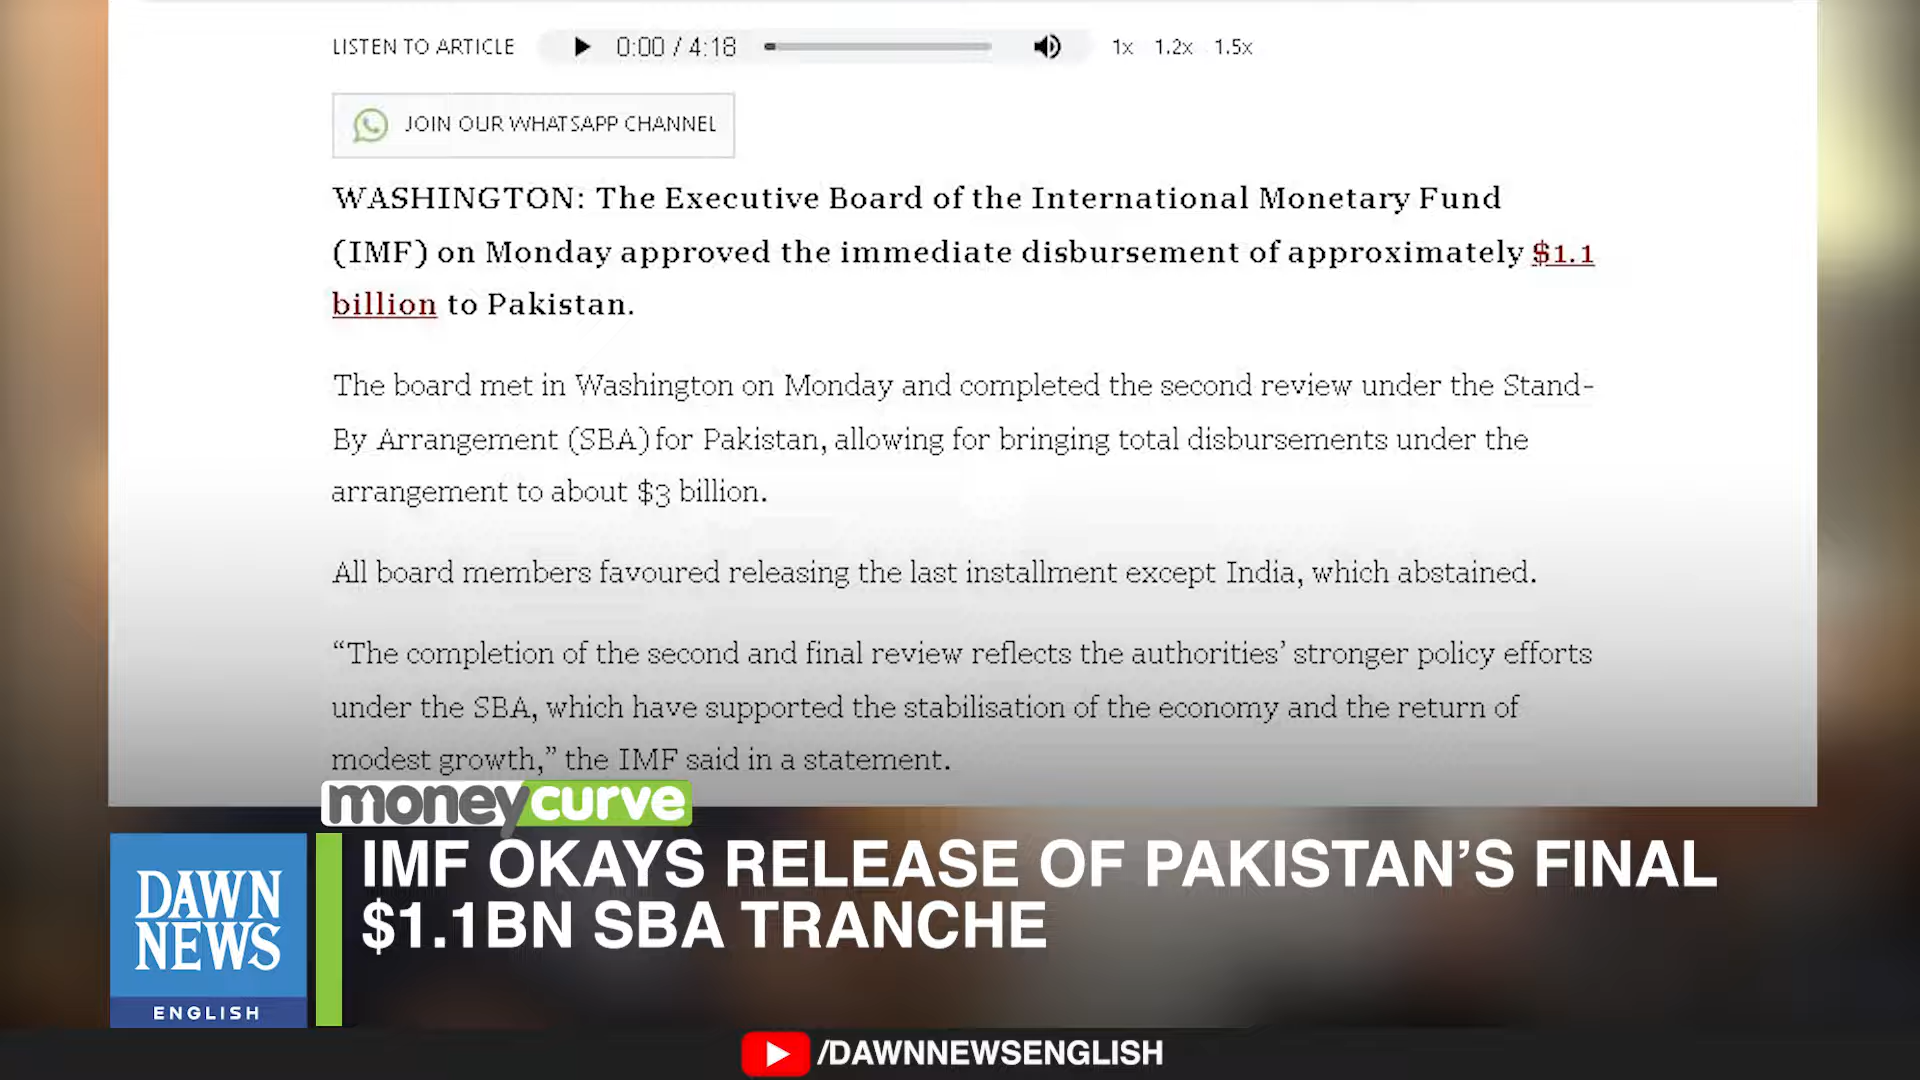 LISTEN TO ARTICLE 0:00 / 4:18 1x 1.2x 1.5x
JOIN OUR WHATSAPP CHANNEL
WASHINGTON: The Executive Board of the International Monetary Fund
(IMF) on Monday approved the immediate disbursement of approximately $1.1
billion to Pakistan.
The board met in Washington on Monday and completed the second review under the Stand-
By Arrangement (SBA) for Pakistan, allowing for bringing total disbursements under the
arrangement to about $3 billion.
All board members favoured releasing the last installment except India, which abstained.
“The completion of the second and final review reflects the authorities’ stronger policy efforts
under the SBA, which have supported the stabilisation of the economy and the return of
modest growth,” the IMF said in a statement.
moneycurve
IMF OKAYS RELEASE OF PAKISTAN’S FINAL
$1.1BN SBA TRANCHE
DAWN
NEWS
ENGLISH
/DAWNNEWSENGLISH